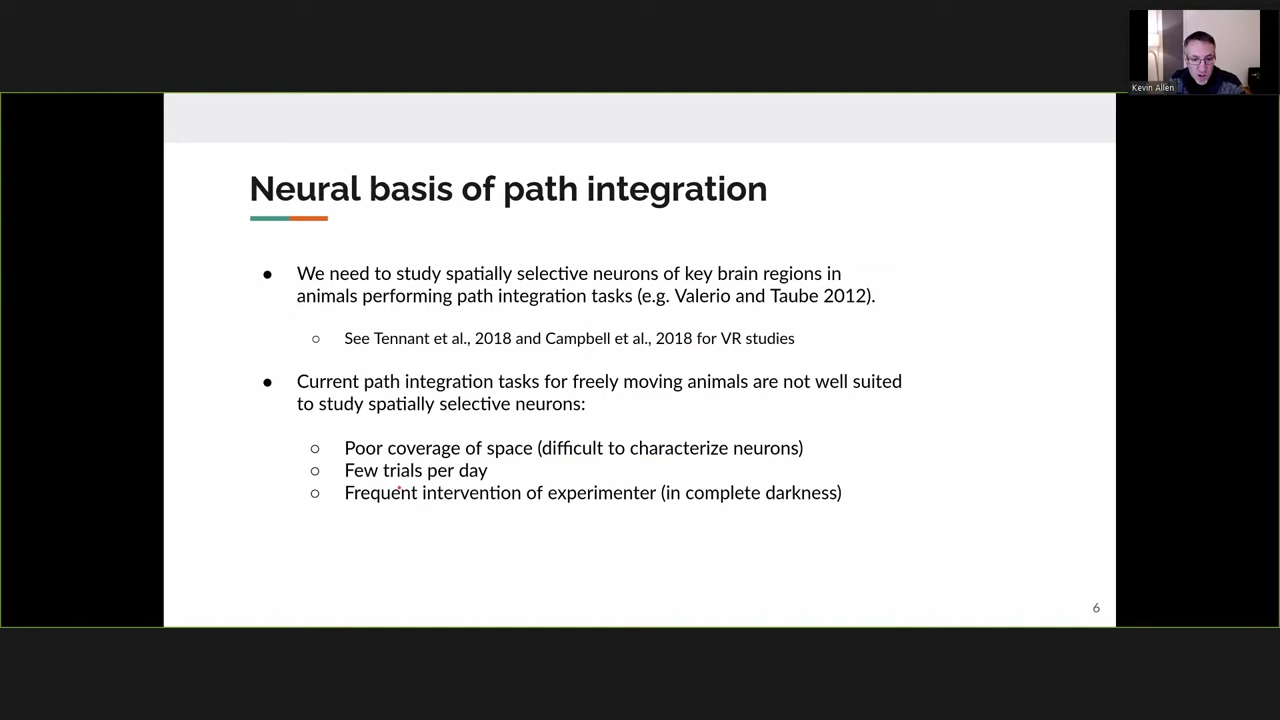 Kevin Allen
Neural basis of path integration
● We need to study spatially selective neurons of key brain regions in
animals performing path integration tasks (e.g. Valerio and Taube 2012).
○ See Tennant et al., 2018 and Campbell et al., 2018 for VR studies
● Current path integration tasks for freely moving animals are not well suited
to study spatially selective neurons:
○ Poor coverage of space (difficult to characterize neurons)
○ Few trials per day
○ Frequent intervention of experimenter (in complete darkness)
6